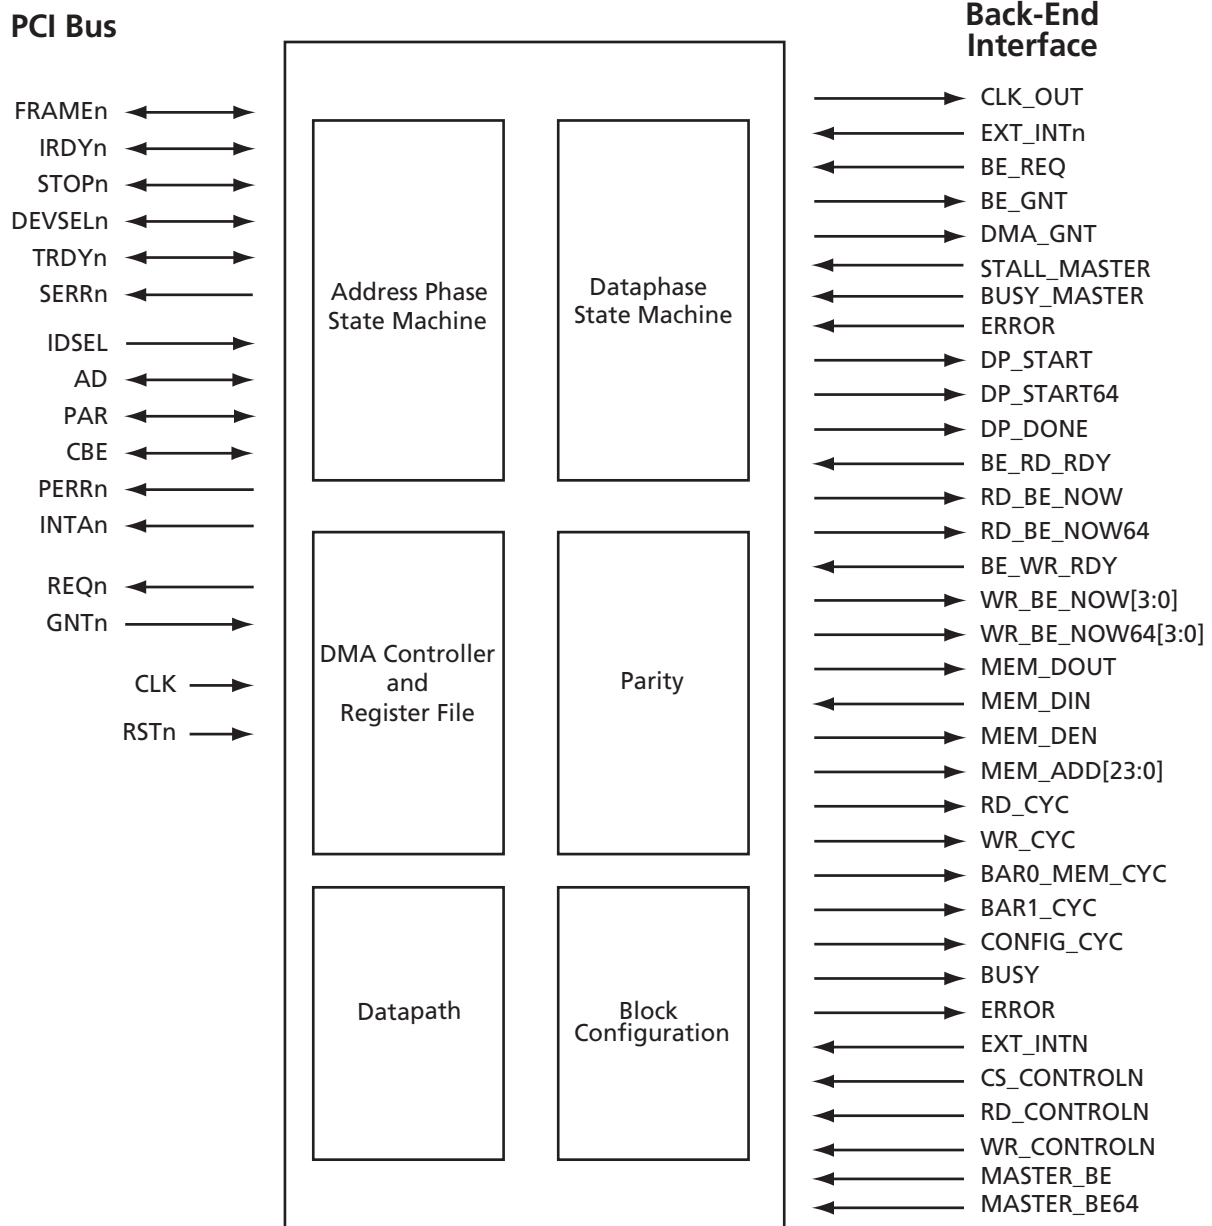 PCI Bus
Back-End
Interface
FRAMEn
IRDYn
STOPn
DEVSELn
TRDYn
SERRn
IDSEL
AD
PAR
CBE
PERRn
INTAn
REQn
GNTn
CLK
RSTn
Address Phase
State Machine
Dataphase
State Machine
DMA Controller
and
Register File
Parity
Datapath
Block
Configuration
CLK_OUT
EXT_INTn
BE_REQ
BE_GNT
DMA_GNT
STALL_MASTER
BUSY_MASTER
ERROR
DP_START
DP_START64
DP_DONE
BE_RD_RDY
RD_BE_NOW
RD_BE_NOW64
BE_WR_RDY
WR_BE_NOW[3:0]
WR_BE_NOW64[3:0]
MEM_DOUT
MEM_DIN
MEM_DEN
MEM_ADD[23:0]
RD_CYC
WR_CYC
BAR0_MEM_CYC
BAR1_CYC
CONFIG_CYC
BUSY
ERROR
EXT_INTN
CS_CONTROLN
RD_CONTROLN
WR_CONTROLN
MASTER_BE
MASTER_BE64